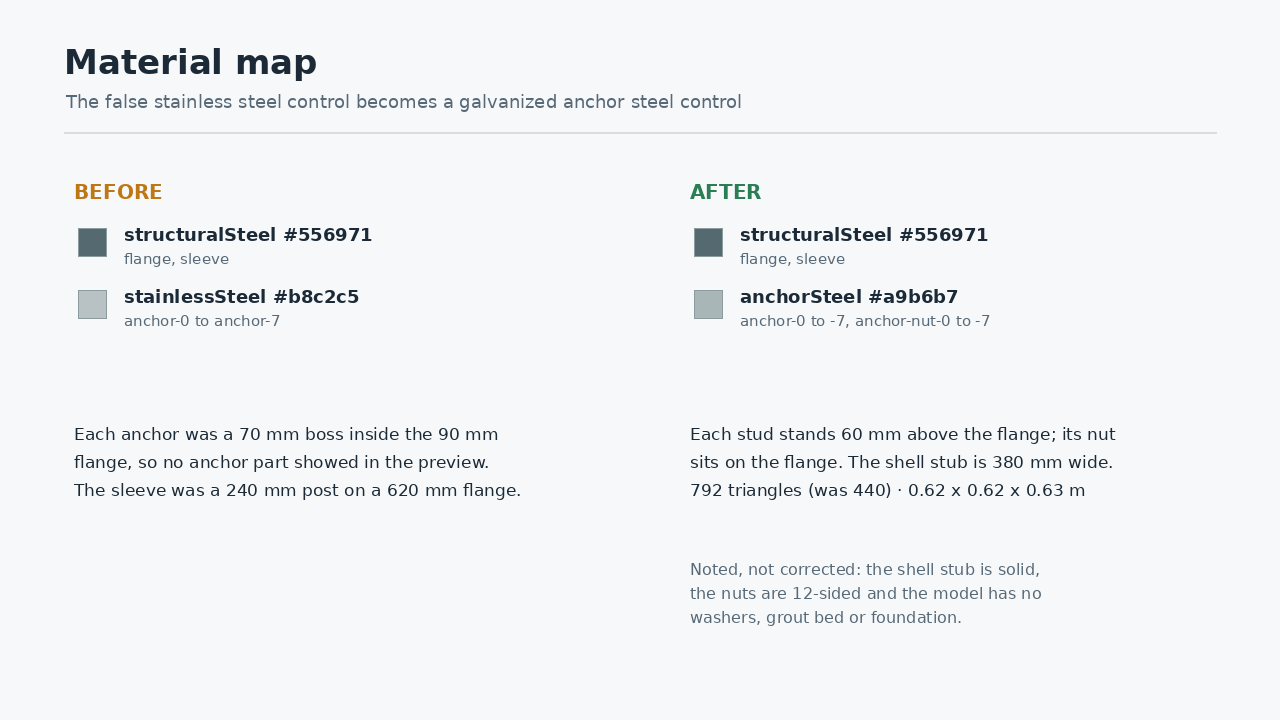 Material map
The false stainless steel control becomes a galvanized anchor steel control
BEFORE
structuralSteel #556971
flange, sleeve
stainlessSteel #b8c2c5
anchor-0 to anchor-7
Each anchor was a 70 mm boss inside the 90 mm
flange, so no anchor part showed in the preview.
The sleeve was a 240 mm post on a 620 mm flange.
AFTER
structuralSteel #556971
flange, sleeve
anchorSteel #a9b6b7
anchor-0 to -7, anchor-nut-0 to -7
Each stud stands 60 mm above the flange; its nut
sits on the flange. The shell stub is 380 mm wide.
792 triangles (was 440) · 0.62 x 0.62 x 0.63 m
Noted, not corrected: the shell stub is solid,
the nuts are 12-sided and the model has no
washers, grout bed or foundation.